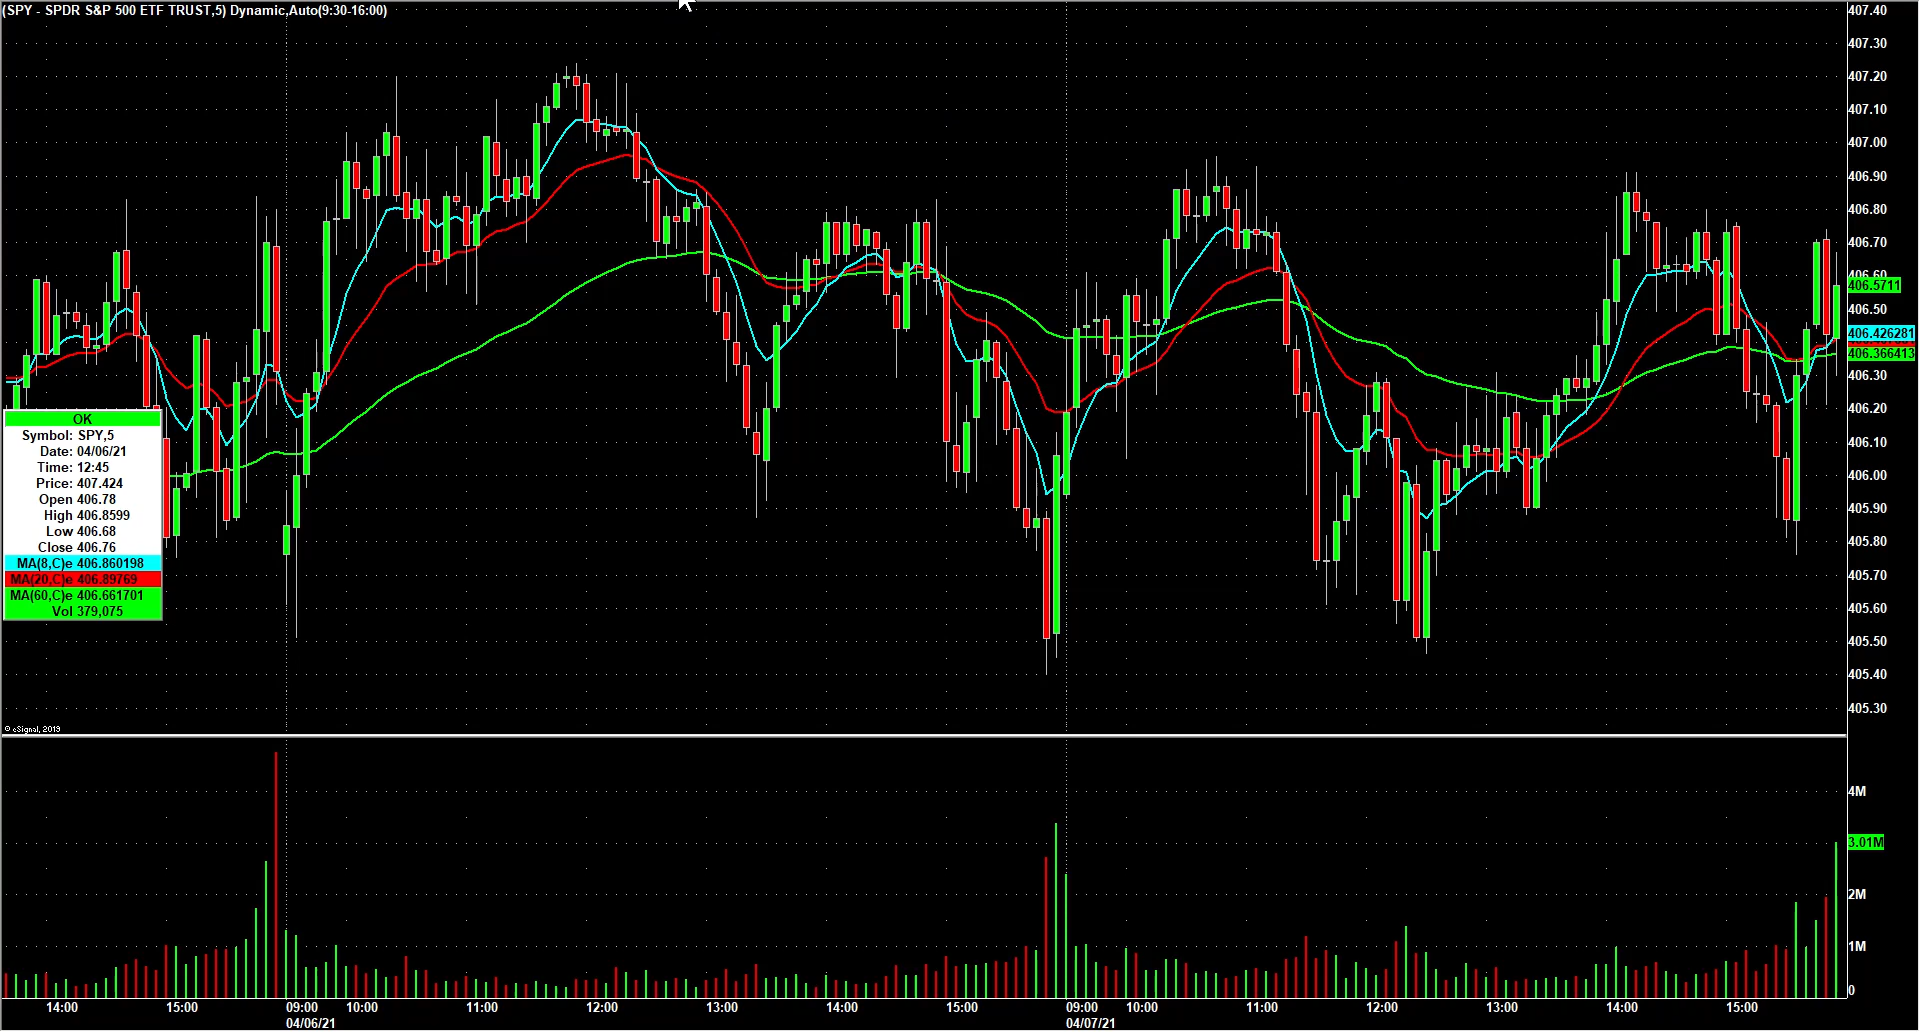 (SPY - SPDR S&P 500 ETF TRUST,5) Dynamic,Auto(9:30-16:00)
407.40
407.30
407.20
407.10
407.00
406.90
406.80
406.70
406.60
406.5711
406.50
406.426281
406.366413
406.30
406.20
406.10
406.00
405.90
405.80
405.70
405.60
405.50
405.40
405.30
OK
Symbol: SPY,5
Date: 04/06/21
Time: 12:45
Price: 407.424
Open 406.78
High 406.8599
Low 406.68
Close 406.76
MA(8,C)e 406.860198
MA(20,C)e 406.89769
MA(60,C)e 406.661701
Vol 379,075
© eSignal, 2019
4M
3.01M
2M
1M
0
14:00 15:00 09:00 10:00 11:00 12:00 13:00 14:00 15:00 09:00 10:00 11:00 12:00 13:00 14:00 15:00
04/06/21 04/07/21